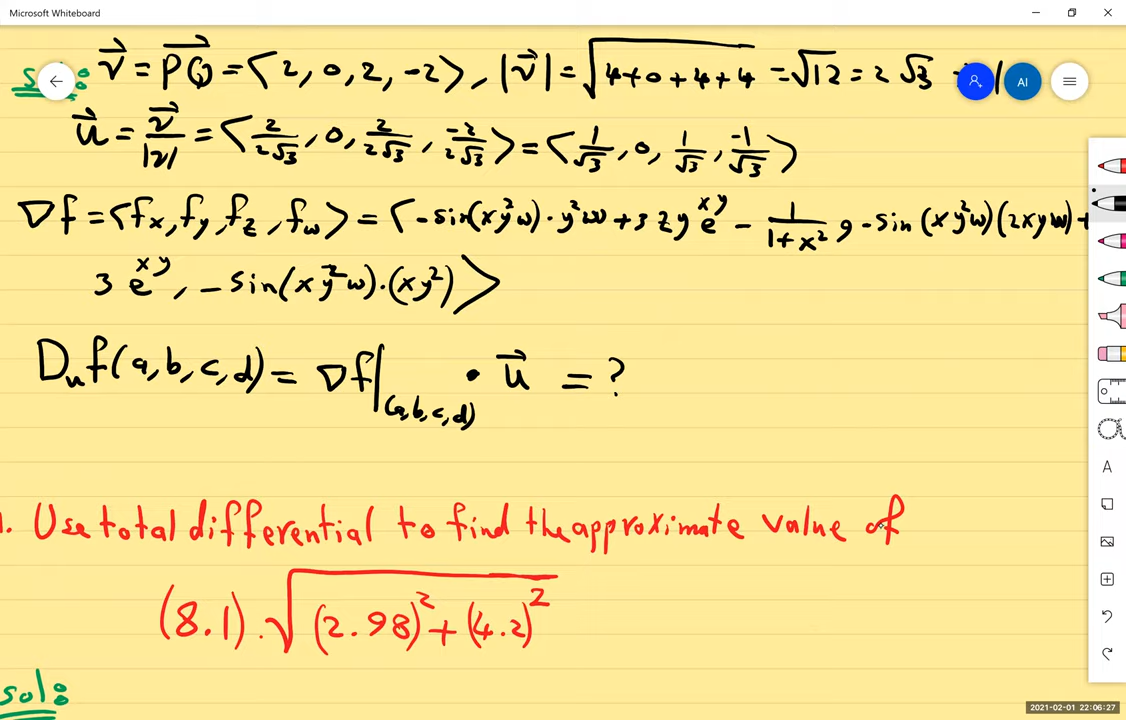 Microsoft Whiteboard
sol:
v⃗ = PQ⃗ = ⟨2, 0, 2, -2⟩, |v⃗| = √(4+0+4+4) = √12 = 2√3
AI
u⃗ = v⃗/|v| = ⟨2/(2√3), 0, 2/(2√3), -2/(2√3)⟩ = ⟨1/√3, 0, 1/√3, -1/√3⟩
∇f = ⟨fx, fy, fz, fw⟩ = ⟨-sin(xy²w)·y²w + 3zy e^(xy) - 1/(1+x²), -sin(xy²w)(2xyw) +
3 e^(xy), -sin(xy²w)·(xy²)⟩
Duf(a,b,c,d) = ∇f|(a,b,c,d) · u⃗ = ?
. Use total differential to find the approximate value of
(8.1).√((2.98)² + (4.2)²)
sol:
2021-02-01 22:06:27